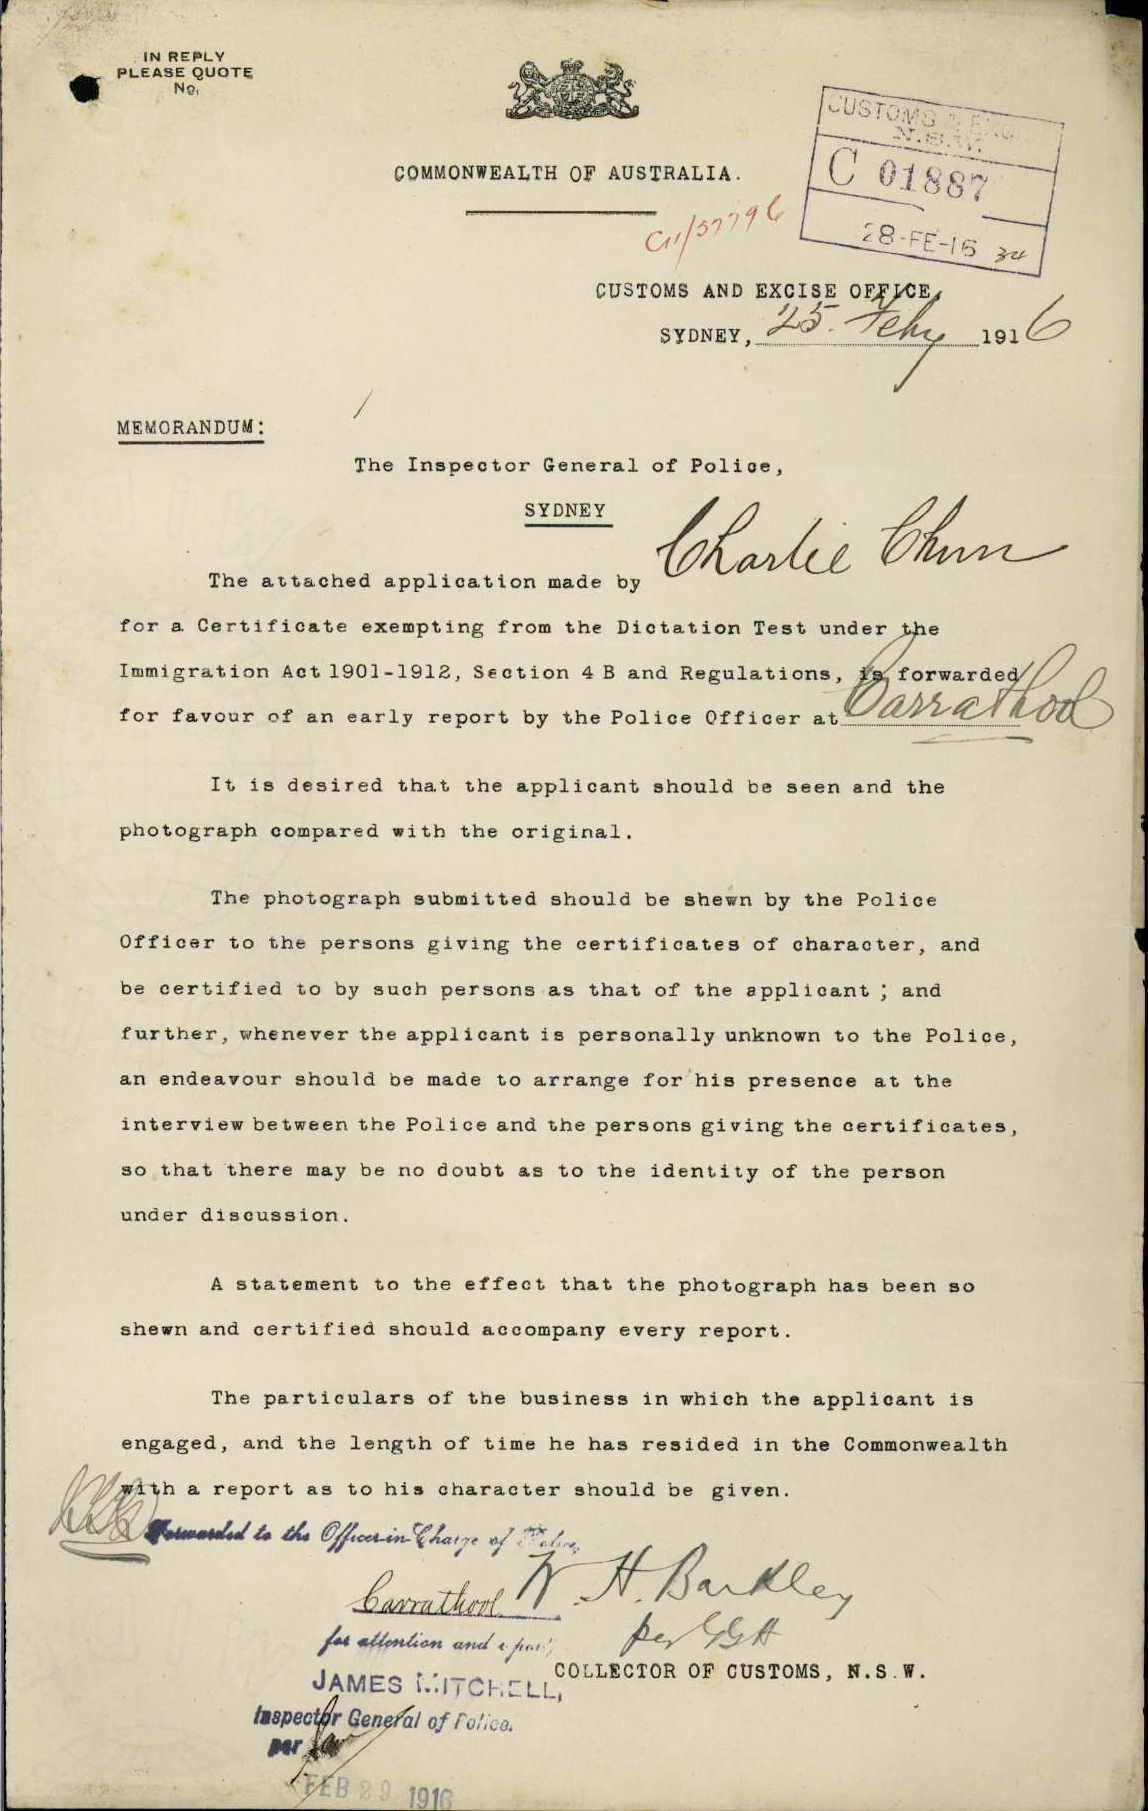 IN REPLY
PLEASE QUOTE
No.
CUSTOMS & EXCISE
N.S.W.
C 01887
28-FE-16 34
COMMONWEALTH OF AUSTRALIA.
C11/37796
CUSTOMS AND EXCISE OFFICE,
SYDNEY, 25. Feby 1916
MEMORANDUM:
The Inspector General of Police,
SYDNEY
The attached application made by Charlie Chun
for a Certificate exempting from the Dictation Test under the
Immigration Act 1901-1912, Section 4 B and Regulations, is forwarded
for favour of an early report by the Police Officer at Carrathool
It is desired that the applicant should be seen and the
photograph compared with the original.
The photograph submitted should be shewn by the Police
Officer to the persons giving the certificates of character, and
be certified to by such persons as that of the applicant ; and
further, whenever the applicant is personally unknown to the Police,
an endeavour should be made to arrange for his presence at the
interview between the Police and the persons giving the certificates,
so that there may be no doubt as to the identity of the person
under discussion.
A statement to the effect that the photograph has been so
shewn and certified should accompany every report.
The particulars of the business in which the applicant is
engaged, and the length of time he has resided in the Commonwealth
with a report as to his character should be given.
Forwarded to the Officer-in-Charge of Police,
Carrathool
for attention and report,
JAMES MITCHELL,
Inspector General of Police.
per
FEB 29 1916
W. H. Barkley
per GGH
COLLECTOR OF CUSTOMS, N.S.W.